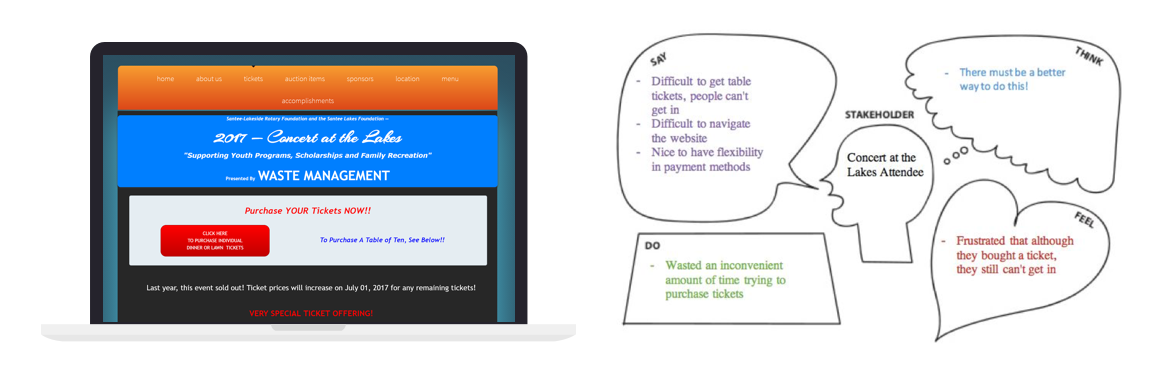 home about us tickets auction items sponsors location menu
accomplishments
Santee-Lakeside Rotary Foundation and the Santee Lakes Foundation —
2017 — Concert at the Lakes
"Supporting Youth Programs, Scholarships and Family Recreation"
Presented By WASTE MANAGEMENT
Purchase YOUR Tickets NOW!!
CLICK HERE
TO PURCHASE INDIVIDUAL
DINNER OR LAWN TICKETS
To Purchase A Table of Ten, See Below!!
Last year, this event sold out! Ticket prices will increase on July 01, 2017 for any remaining tickets!
VERY SPECIAL TICKET OFFERING!
SAY
- Difficult to get table
tickets, people can't
get in
- Difficult to navigate
the website
- Nice to have flexibility
in payment methods
THINK
- There must be a better
way to do this!
STAKEHOLDER
Concert at the
Lakes Attendee
DO
- Wasted an inconvenient
amount of time trying to
purchase tickets
FEEL
- Frustrated that although
they bought a ticket,
they still can't get in